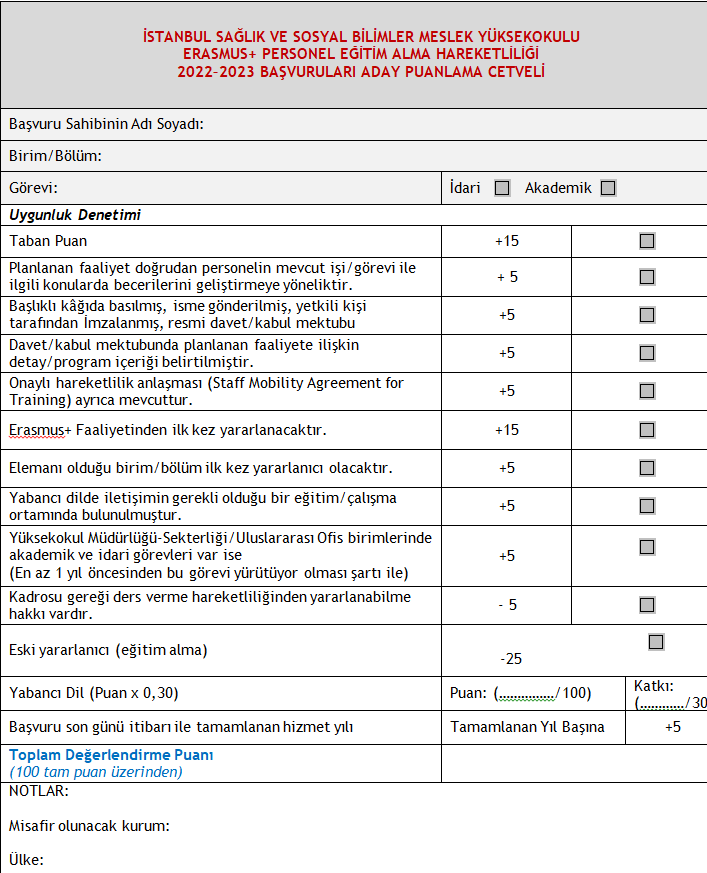 İSTANBUL SAĞLIK VE SOSYAL BİLİMLER MESLEK YÜKSEKOKULU
ERASMUS+ PERSONEL EĞİTİM ALMA HAREKETLİLİĞİ
2022-2023 BAŞVURULARI ADAY PUANLAMA CETVELİ
Başvuru Sahibinin Adı Soyadı:
Birim/Bölüm:
Görevi: İdari Akademik
Uygunluk Denetimi
Taban Puan +15
Planlanan faaliyet doğrudan personelin mevcut işi/görevi ile
ilgili konularda becerilerini geliştirmeye yöneliktir. + 5
Başlıklı kâğıda basılmış, isme gönderilmiş, yetkili kişi
tarafından İmzalanmış, resmi davet/kabul mektubu +5
Davet/kabul mektubunda planlanan faaliyete ilişkin
detay/program içeriği belirtilmiştir. +5
Onaylı hareketlilik anlaşması (Staff Mobility Agreement for
Training) ayrıca mevcuttur. +5
Erasmus+ Faaliyetinden ilk kez yararlanacaktır. +15
Elemanı olduğu birim/bölüm ilk kez yararlanıcı olacaktır. +5
Yabancı dilde iletişimin gerekli olduğu bir eğitim/çalışma
ortamında bulunulmuştur. +5
Yüksekokul Müdürlüğü-Sekterliği/Uluslararası Ofis birimlerinde
akademik ve idari görevleri var ise +5
(En az 1 yıl öncesinden bu görevi yürütüyor olması şartı ile)
Kadrosu gereği ders verme hareketliliğinden yararlanabilme
hakkı vardır. - 5
Eski yararlanıcı (eğitim alma) -25
Yabancı Dil (Puan x 0,30) Puan: (.............../100) Katkı:
(............/30
Başvuru son günü itibarı ile tamamlanan hizmet yılı Tamamlanan Yıl Başına +5
Toplam Değerlendirme Puanı
(100 tam puan üzerinden)
NOTLAR:
Misafir olunacak kurum:
Ülke: